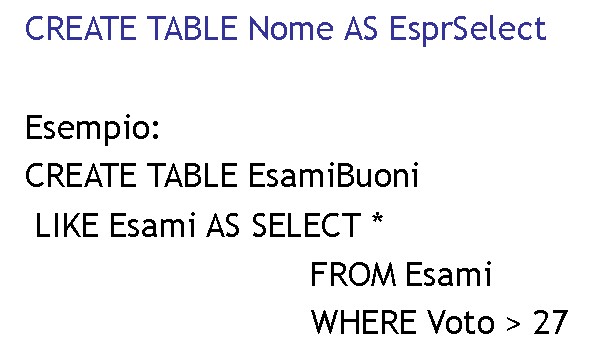 CREATE TABLE Nome AS EsprSelect
Esempio:
CREATE TABLE EsamiBuoni
LIKE Esami AS SELECT *
FROM Esami
WHERE Voto > 27